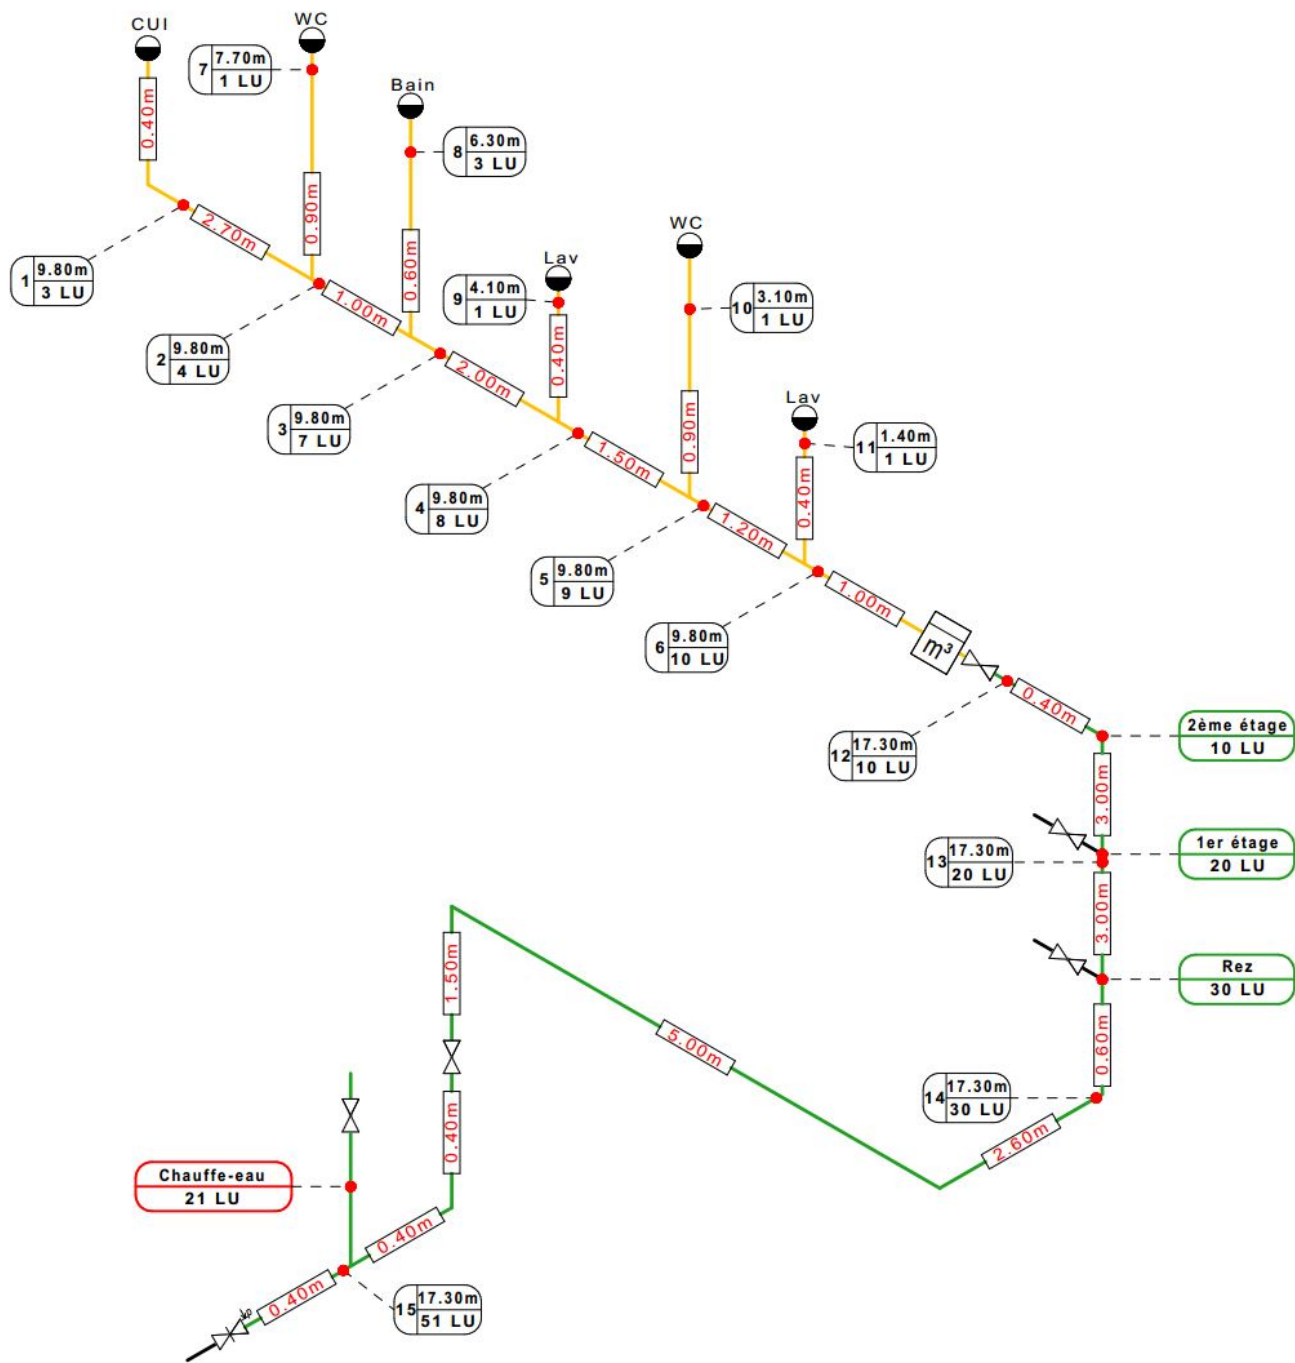 CUI
WC
7 7.70m
1 LU
Bain
0.40m
8 6.30m
3 LU
0.90m
2.70m
WC
1 9.80m
3 LU
0.60m
Lav
9 4.10m
1 LU
1.00m
10 3.10m
1 LU
2 9.80m
4 LU
0.40m
2.00m
Lav
3 9.80m
7 LU
0.90m
11 1.40m
1 LU
1.50m
4 9.80m
8 LU
0.40m
1.20m
5 9.80m
9 LU
1.00m
6 9.80m
10 LU
m³
0.40m
2ème étage
10 LU
12 17.30m
10 LU
3.00m
1er étage
20 LU
13 17.30m
20 LU
3.00m
1.50m
Rez
30 LU
5.00m
0.60m
14 17.30m
30 LU
0.40m
2.60m
Chauffe-eau
21 LU
0.40m
0.40m
15 17.30m
51 LU